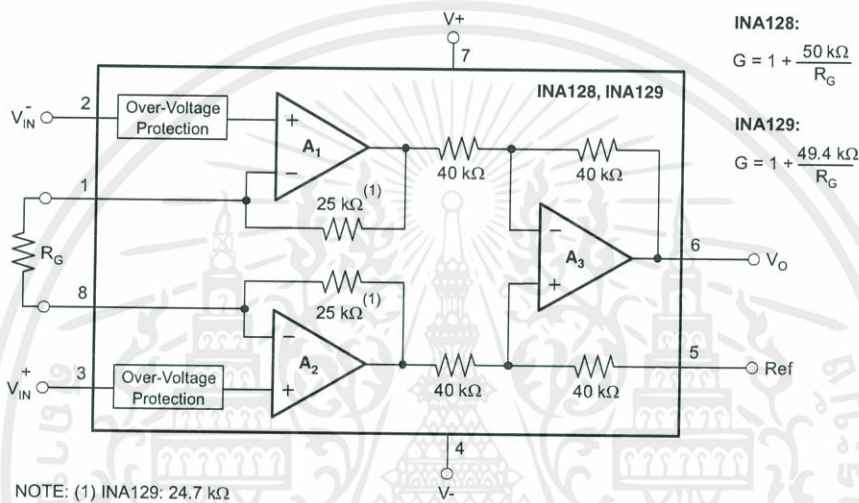 V+
7
INA128:
G = 1 + 50 kΩ / R_G
INA128, INA129
V⁻_IN
2
Over-Voltage
Protection
+
A₁
−
40 kΩ
40 kΩ
INA129:
G = 1 + 49.4 kΩ / R_G
1
25 kΩ (1)
R_G
−
A₃
+
6
V_O
8
25 kΩ (1)
−
A₂
+
40 kΩ
40 kΩ
5
Ref
V⁺_IN
3
Over-Voltage
Protection
4
V-
NOTE: (1) INA129: 24.7 kΩ